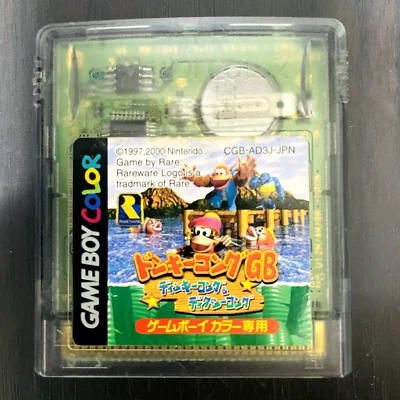 ©1997,2000 Nintendo.
Game by Rare.
Rareware Logo is a
trademark of Rare.
CGB-AD3J-JPN
GAME BOY COLOR
R
ドンキーコングGB
ディンキーコング&
ディクシーコング
ゲームボーイカラー専用